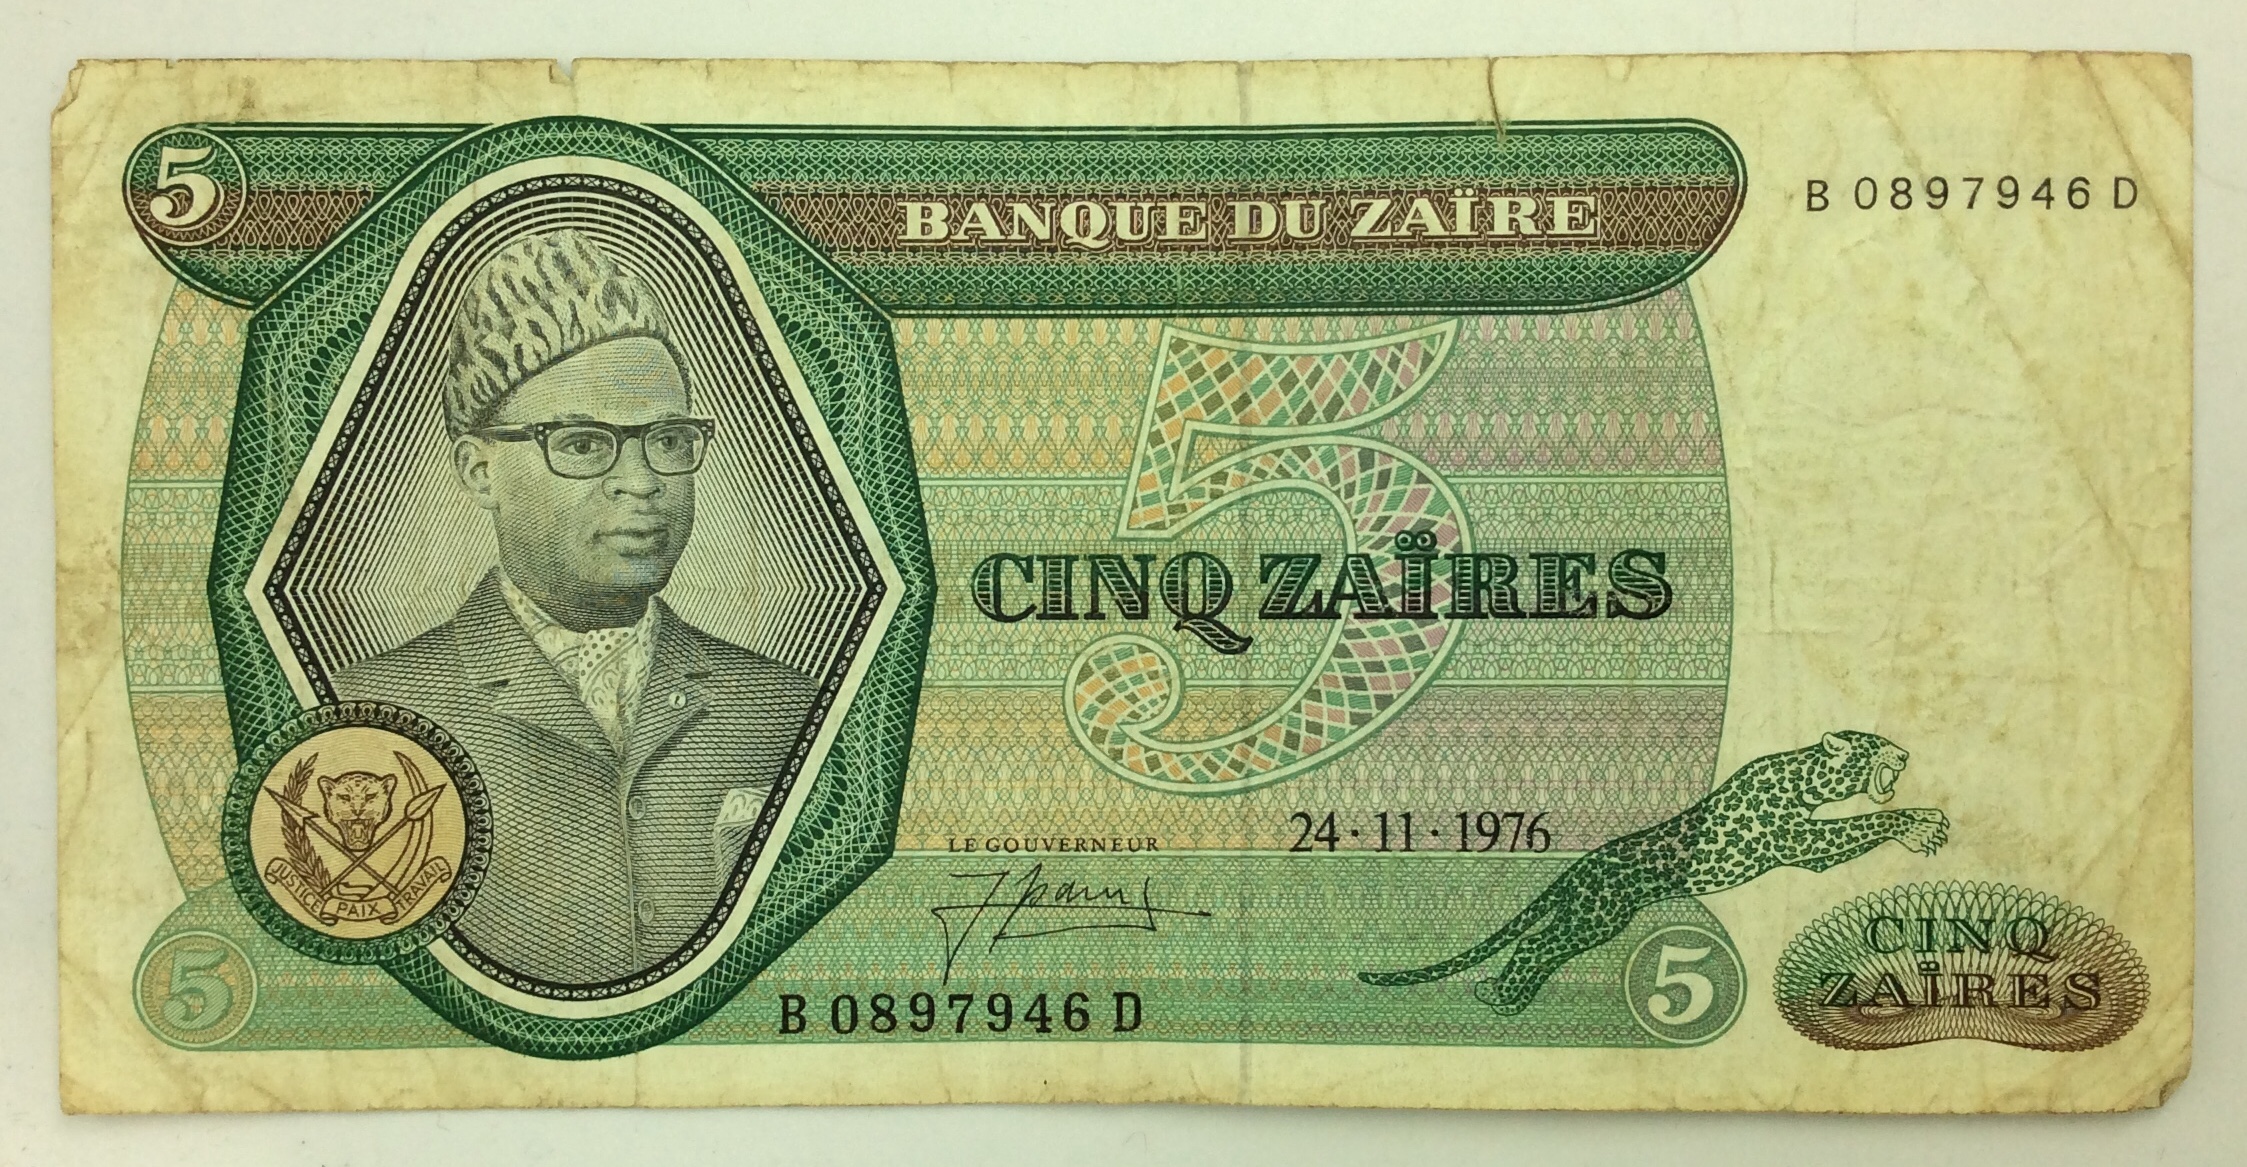 5
BANQUE DU ZAÏRE
B 0897946 D
5
CINQ ZAÏRES
LE GOUVERNEUR
24·11·1976
JUSTICE PAIX TRAVAIL
5
B 0897946 D
5
CINQ
ZAÏRES